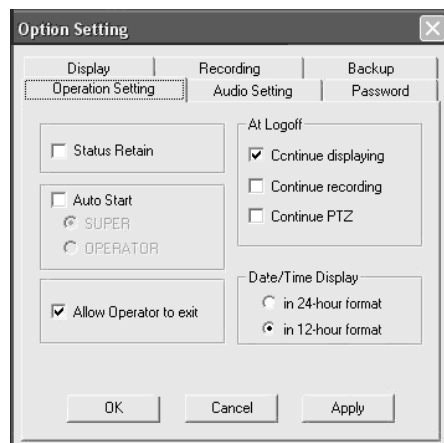 Option Setting
Display Recording Backup
Operation Setting Audio Setting Password
Status Retain
Auto Start
SUPER
OPERATOR
Allow Operator to exit
At Logoff
Continue displaying
Continue recording
Continue PTZ
Date/Time Display
in 24-hour format
in 12-hour format
OK Cancel Apply